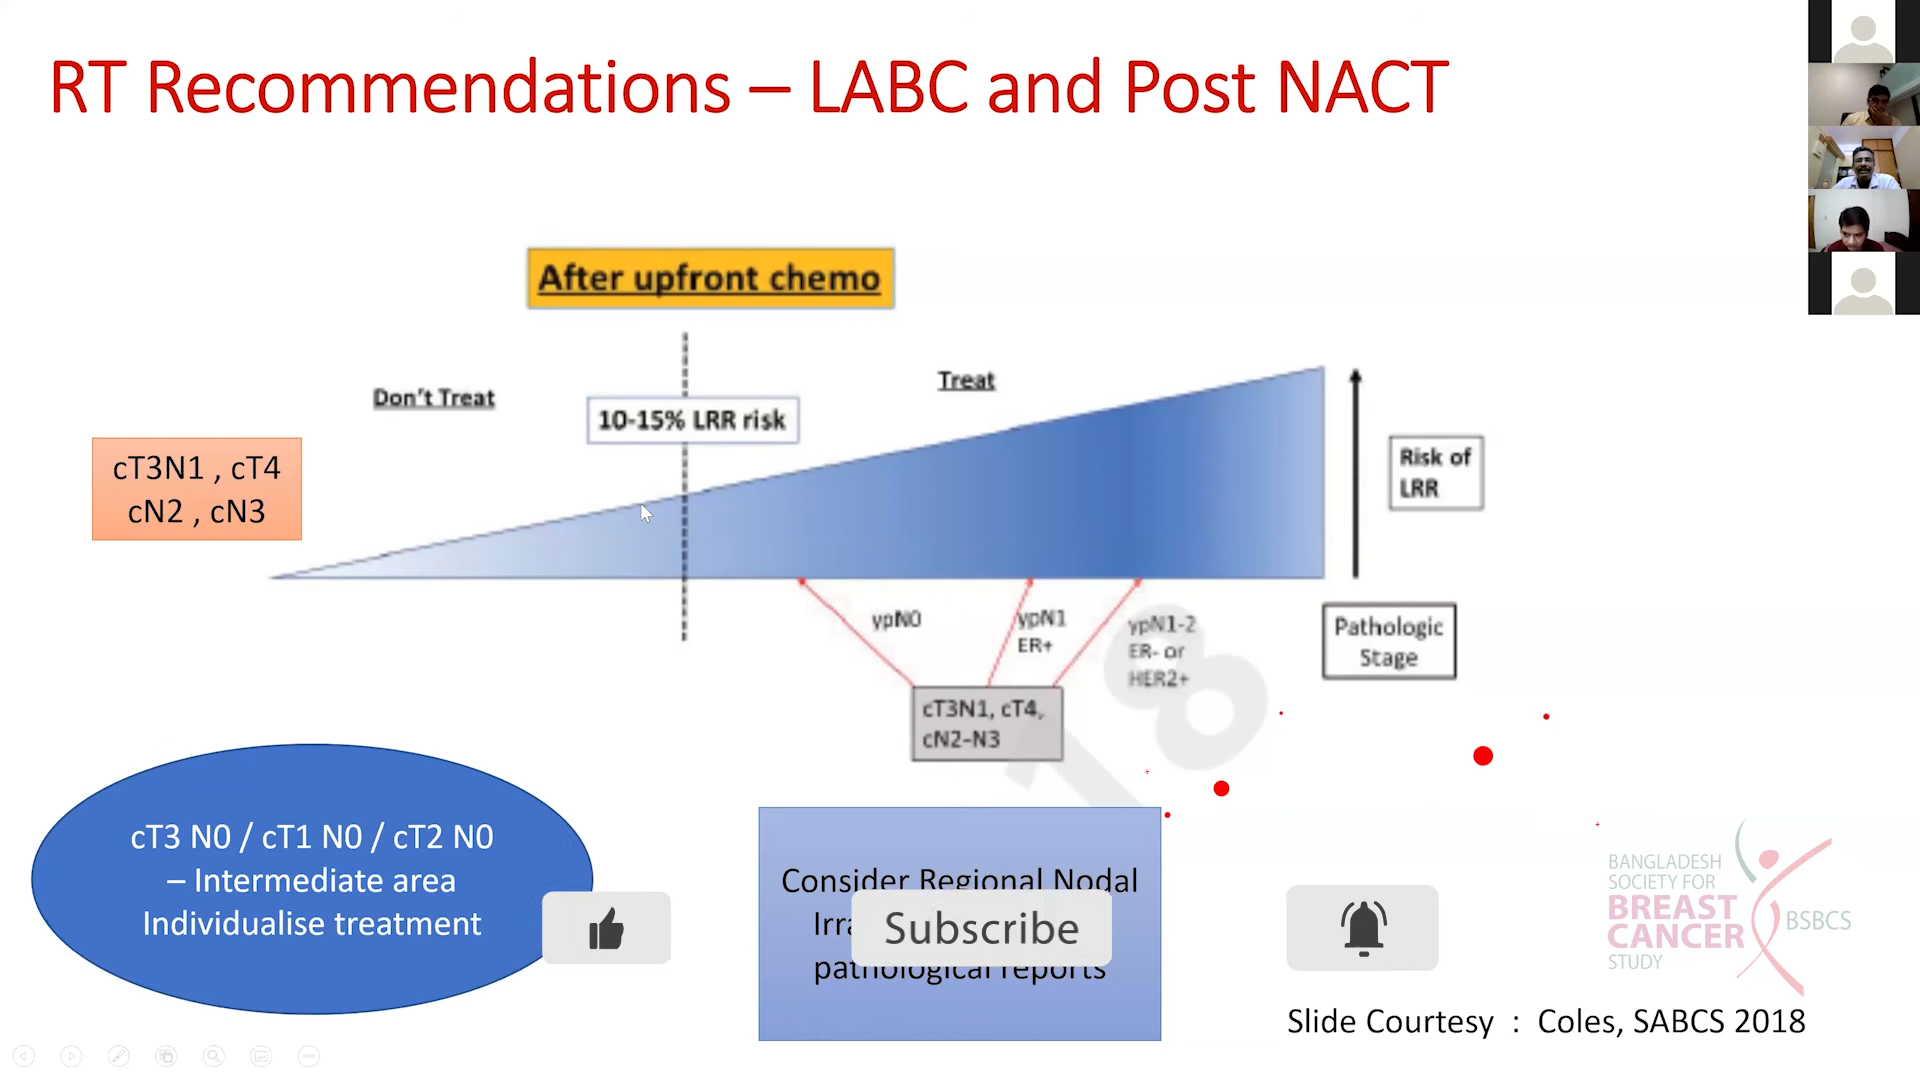 RT Recommendations – LABC and Post NACT
After upfront chemo
Don't Treat
Treat
10-15% LRR risk
cT3N1 , cT4
cN2 , cN3
Risk of
LRR
ypN0
ypN1
ER+
ypN1-2
ER- or
HER2+
Pathologic
Stage
cT3N1, cT4,
cN2-N3
18
cT3 N0 / cT1 N0 / cT2 N0
– Intermediate area
Individualise treatment
Consider Regional Nodal
pathological reports
Subscribe
BANGLADESH
SOCIETY FOR
BREAST
CANCER
STUDY
BSBCS
Slide Courtesy : Coles, SABCS 2018